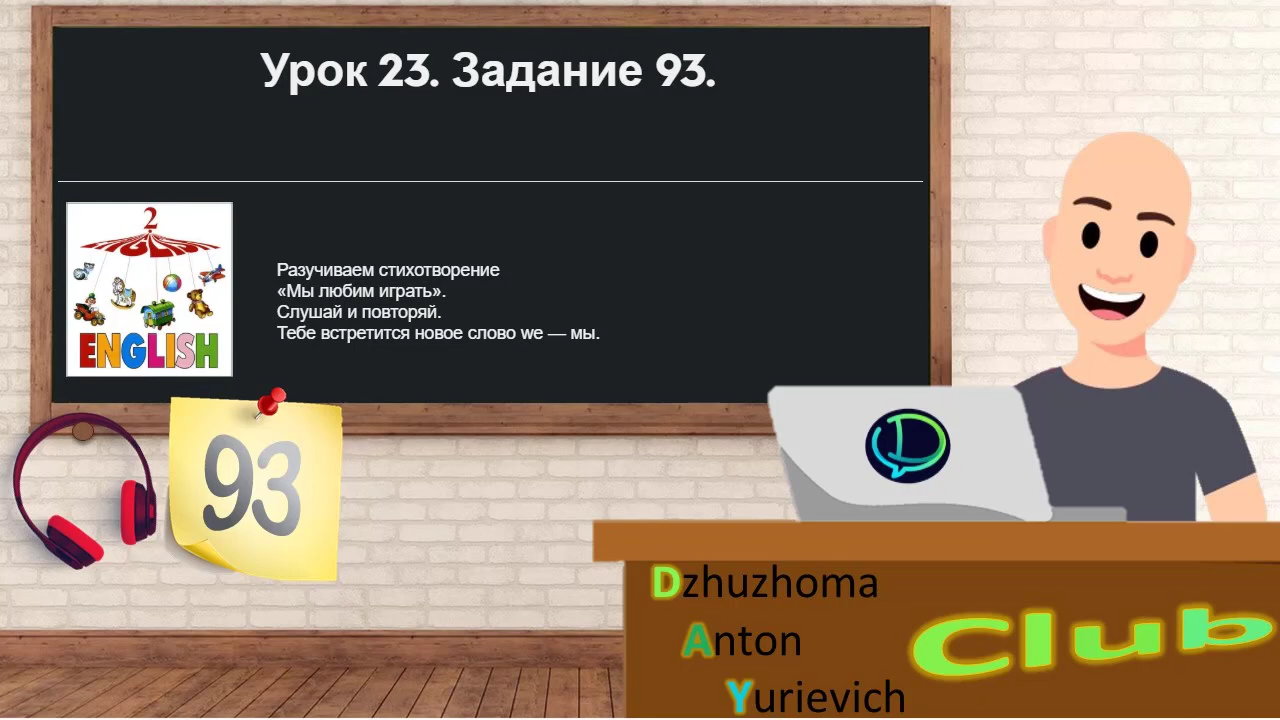 Урок 23. Задание 93.
2
ENGLISH
ENGLISH
Разучиваем стихотворение
«Мы любим играть».
Слушай и повторяй.
Тебе встретится новое слово we — мы.
93
D
Dzhuzhoma
Anton
Yurievich
Club